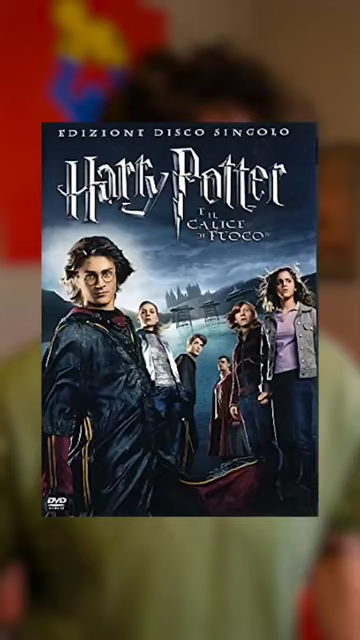 EDIZIONE DISCO SINGOLO
Harry Potter
E IL
CALICE
DI FUOCO
DVD